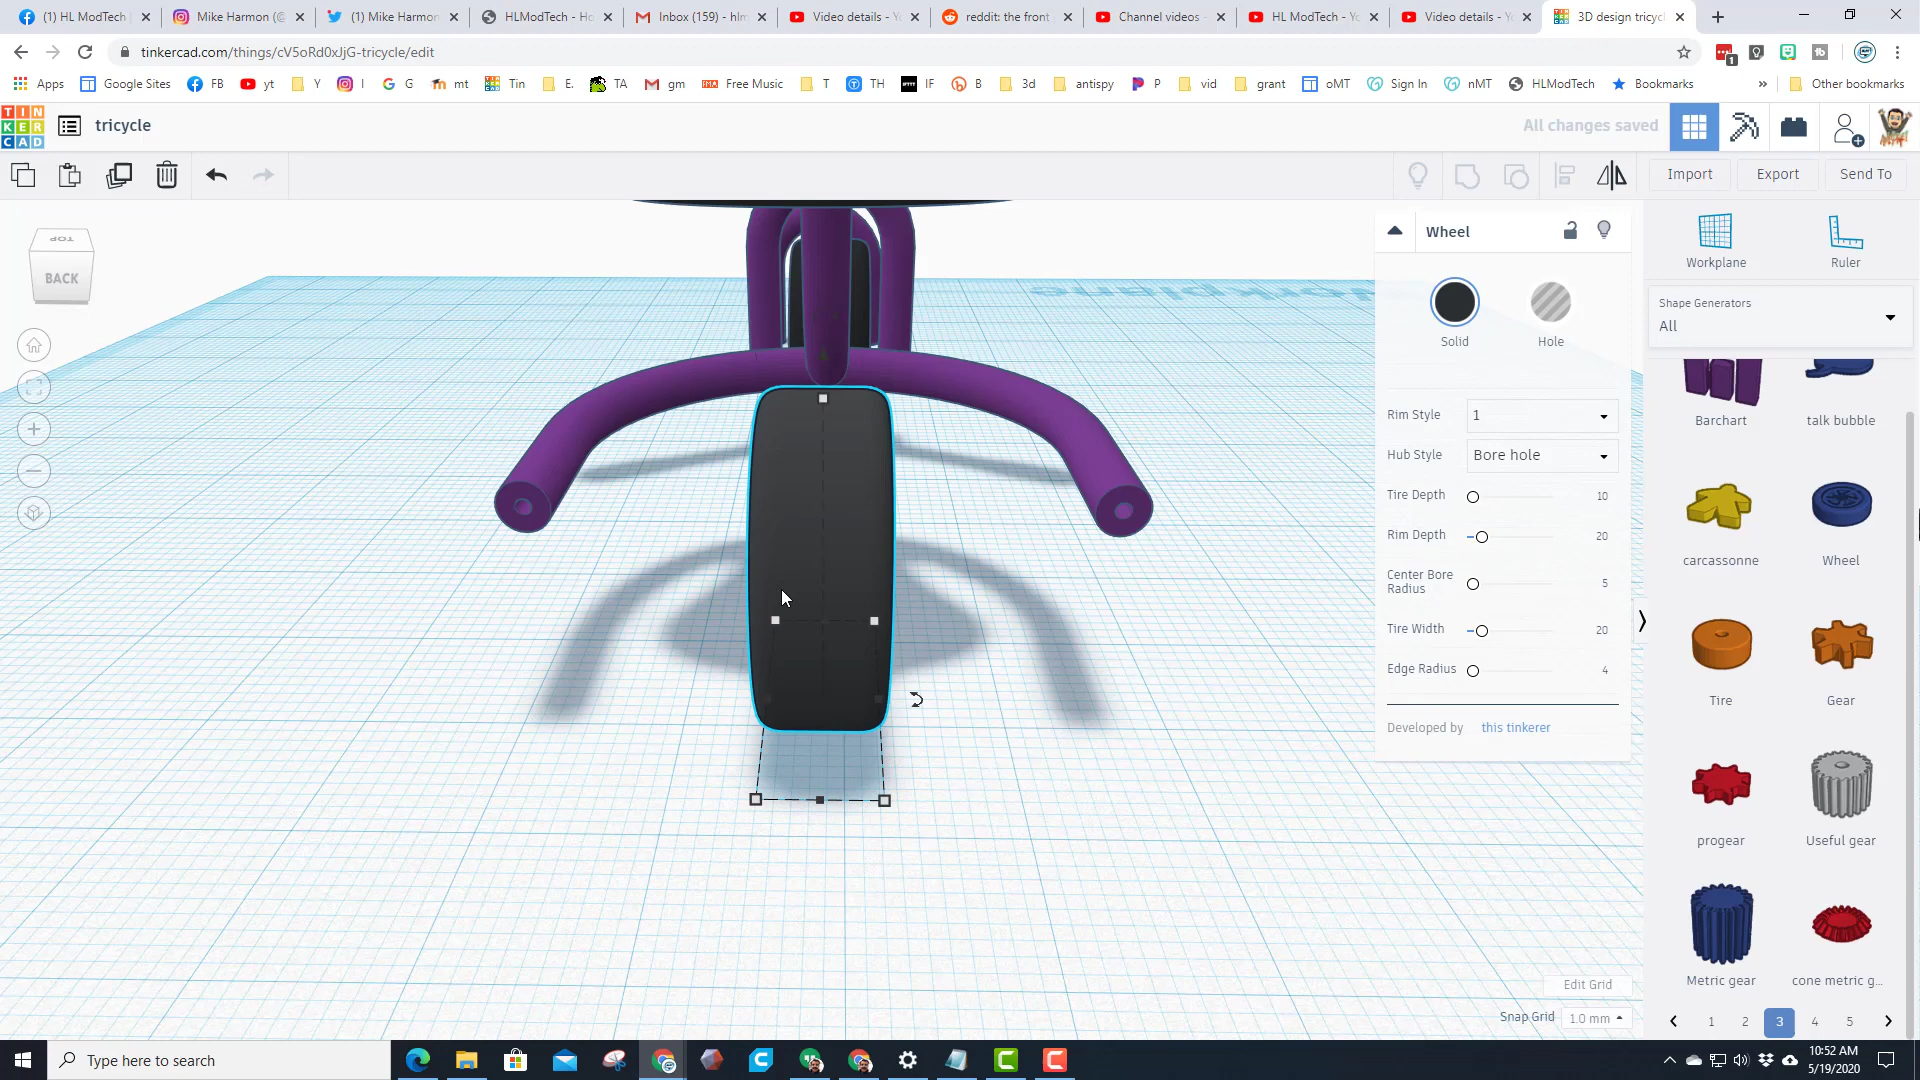 (1) HL ModTech |
Mike Harmon (@
(1) Mike Harmon
HLModTech - Ho
Inbox (159) - hlm
Video details - Yo
reddit: the front
Channel videos -
HL ModTech - Yo
Video details - Yo
3D design tricycl
tinkercad.com/things/cV5oRd0xJjG-tricycle/edit
1
Apps
Google Sites
FB
yt
Y
I
G
mt
Tin
E.
TA
gm
IMA
Free Music
T
TH
IFTTT
IF
B
3d
antispy
P
vid
grant
oMT
Sign In
nMT
HLModTech
Bookmarks
»
Other bookmarks
TIN
KER
CAD
tricycle
All changes saved
Import
Export
Send To
TOP
BACK
Workplane
Wheel
Solid
Hole
Rim Style
1
Hub Style
Bore hole
Tire Depth
10
Rim Depth
20
Center Bore
Radius
5
Tire Width
20
Edge Radius
4
Developed by this tinkerer
Workplane
Ruler
Shape Generators
All
Barchart
talk bubble
carcassonne
Wheel
Tire
Gear
progear
Useful gear
Metric gear
cone metric g...
1
2
3
4
5
Edit Grid
Snap Grid
1.0 mm
Type here to search
10:52 AM
5/19/2020